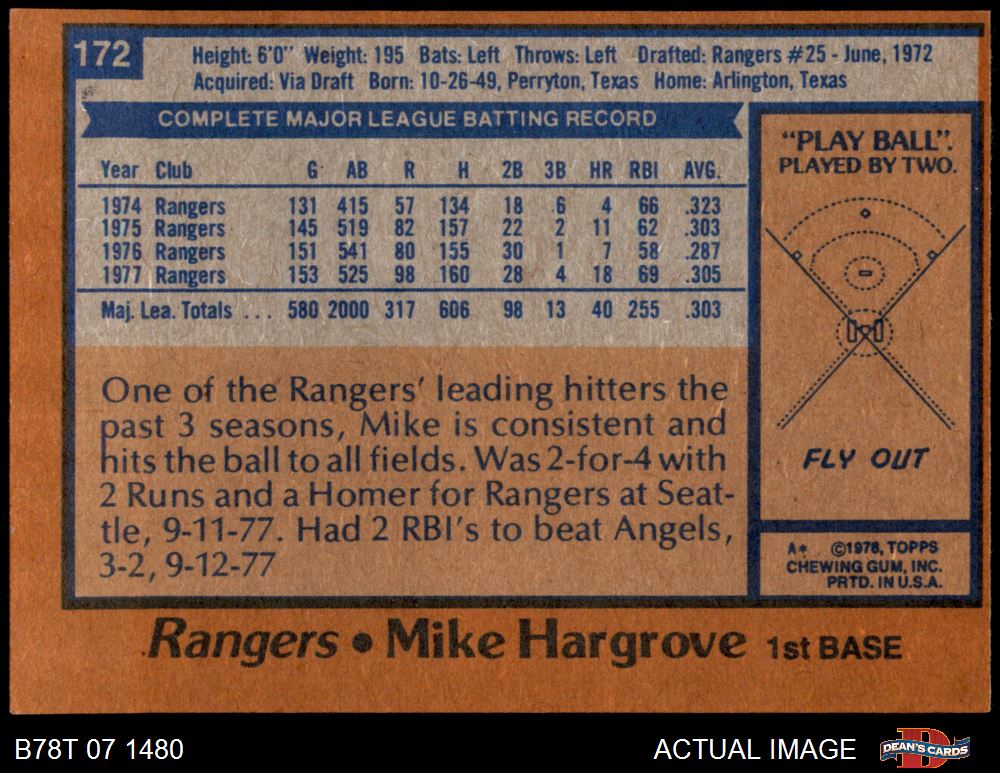 172
Height: 6'0" Weight: 195 Bats: Left Throws: Left Drafted: Rangers #25 - June, 1972
Acquired: Via Draft Born: 10-26-49, Perryton, Texas Home: Arlington, Texas
COMPLETE MAJOR LEAGUE BATTING RECORD
Year Club G AB R H 2B 3B HR RBI AVG.
1974 Rangers 131 415 57 134 18 6 4 66 .323
1975 Rangers 145 519 82 157 22 2 11 62 .303
1976 Rangers 151 541 80 155 30 1 7 58 .287
1977 Rangers 153 525 98 160 28 4 18 69 .305
Maj. Lea. Totals ... 580 2000 317 606 98 13 40 255 .303
One of the Rangers' leading hitters the
past 3 seasons, Mike is consistent and
hits the ball to all fields. Was 2-for-4 with
2 Runs and a Homer for Rangers at Seat-
tle, 9-11-77. Had 2 RBI's to beat Angels,
3-2, 9-12-77
"PLAY BALL".
PLAYED BY TWO.
FLY OUT
A* ©1978, TOPPS
CHEWING GUM, INC.
PRTD. IN U.S.A.
Rangers • Mike Hargrove 1st BASE
B78T 07 1480
ACTUAL IMAGE
DEAN'S CARDS